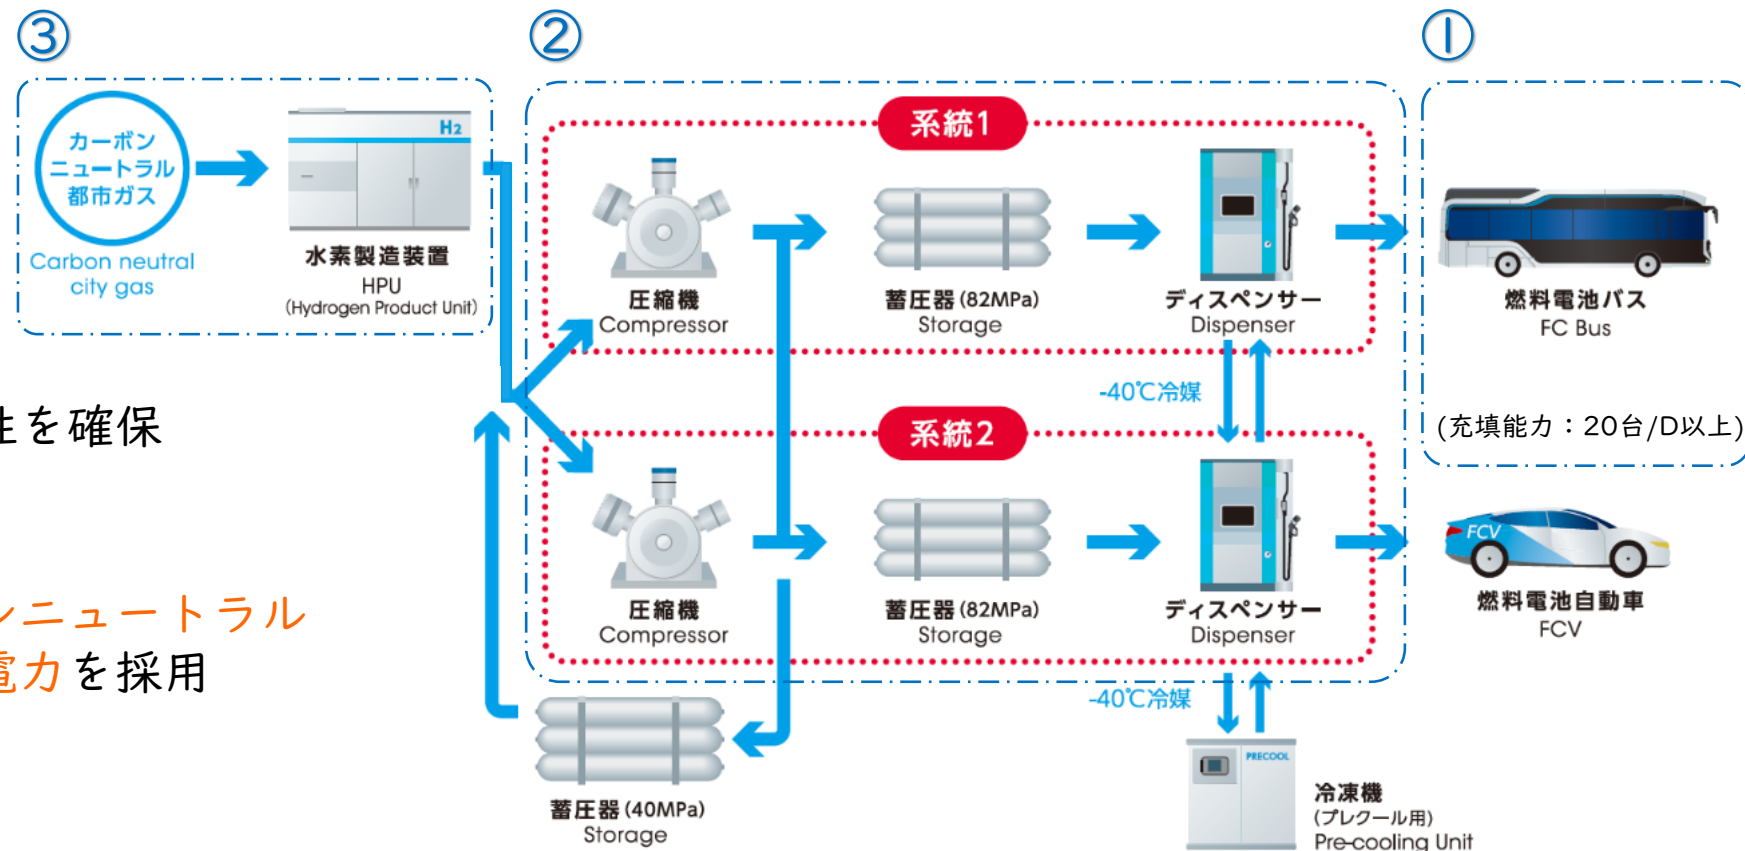 ③
②
①
カーボン
ニュートラル
都市ガス
Carbon neutral
city gas
H2
水素製造装置
HPU
(Hydrogen Product Unit)
系統1
圧縮機
Compressor
蓄圧器(82MPa)
Storage
ディスペンサー
Dispenser
燃料電池バス
FC Bus
-40℃冷媒
(充填能力：20台/D以上)
性を確保
系統2
圧縮機
Compressor
蓄圧器(82MPa)
Storage
ディスペンサー
Dispenser
FCV
燃料電池自動車
FCV
ンニュートラル
電力を採用
-40℃冷媒
蓄圧器(40MPa)
Storage
PRECOOL
冷凍機
(プレクール用)
Pre-cooling Unit